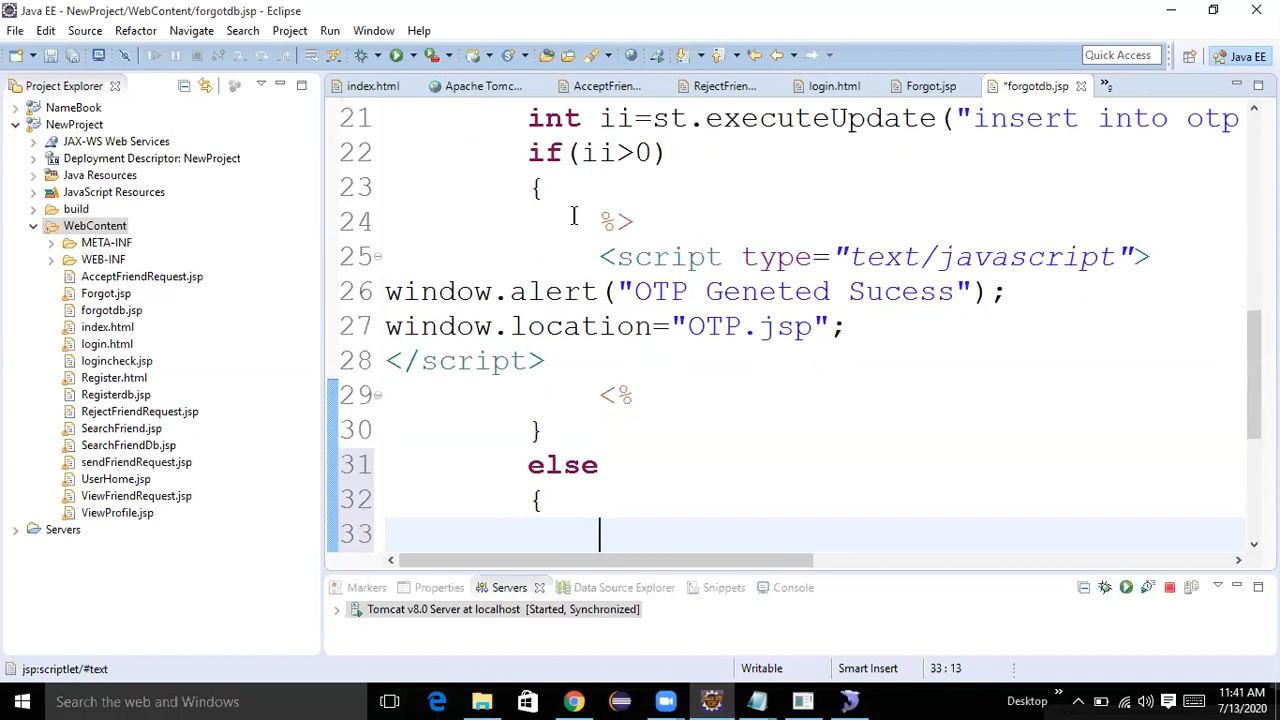 Java EE - NewProject/WebContent/forgotdb.jsp - Eclipse
File Edit Source Refactor Navigate Search Project Run Window Help
Quick Access
Java EE
Project Explorer
NameBook
NewProject
JAX-WS Web Services
Deployment Descriptor: NewProject
Java Resources
JavaScript Resources
build
WebContent
META-INF
WEB-INF
AcceptFriendRequest.jsp
Forgot.jsp
forgotdb.jsp
index.html
login.html
logincheck.jsp
Register.html
Registerdb.jsp
RejectFriendRequest.jsp
SearchFriend.jsp
SearchFriendDb.jsp
sendFriendRequest.jsp
UserHome.jsp
ViewFriendRequest.jsp
ViewProfile.jsp
Servers
index.html Apache Tomc... AcceptFrien... RejectFrien... login.html Forgot.jsp *forgotdb.jsp »9
21 int ii=st.executeUpdate("insert into otp
22 if(ii>0)
23 {
24 %>
25 <script type="text/javascript">
26 window.alert("OTP Geneted Sucess");
27 window.location="OTP.jsp";
28 </script>
29 <%
30 }
31 else
32 {
33
Markers Properties Servers Data Source Explorer Snippets Console
Tomcat v8.0 Server at localhost [Started, Synchronized]
jsp:scriptlet/#text Writable Smart Insert 33 : 13
Search the web and Windows
Desktop
11:41 AM
7/13/2020